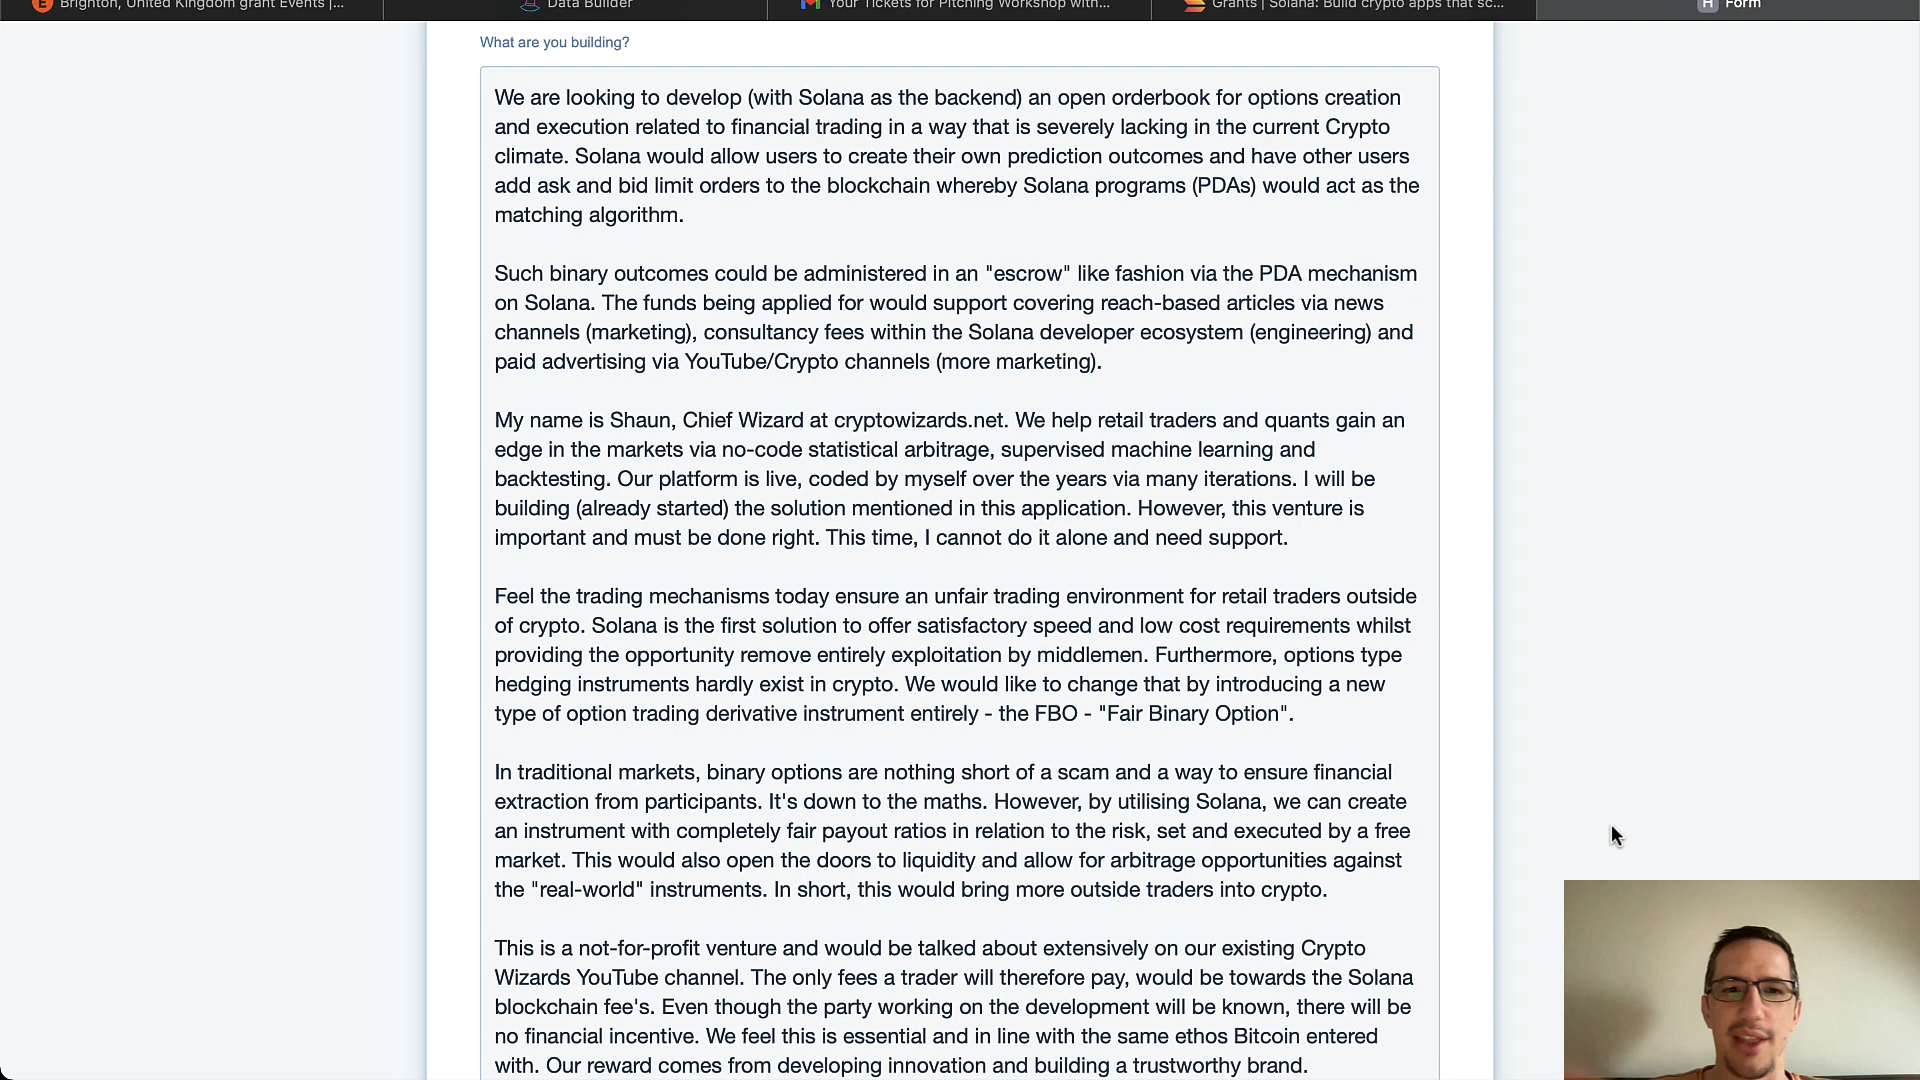 Brighton, United Kingdom grant Events |...
Data Builder
Your Tickets for Pitching Workshop with...
Grants | Solana: Build crypto apps that sc...
H Form
What are you building?
We are looking to develop (with Solana as the backend) an open orderbook for options creation
and execution related to financial trading in a way that is severely lacking in the current Crypto
climate. Solana would allow users to create their own prediction outcomes and have other users
add ask and bid limit orders to the blockchain whereby Solana programs (PDAs) would act as the
matching algorithm.
Such binary outcomes could be administered in an "escrow" like fashion via the PDA mechanism
on Solana. The funds being applied for would support covering reach-based articles via news
channels (marketing), consultancy fees within the Solana developer ecosystem (engineering) and
paid advertising via YouTube/Crypto channels (more marketing).
My name is Shaun, Chief Wizard at cryptowizards.net. We help retail traders and quants gain an
edge in the markets via no-code statistical arbitrage, supervised machine learning and
backtesting. Our platform is live, coded by myself over the years via many iterations. I will be
building (already started) the solution mentioned in this application. However, this venture is
important and must be done right. This time, I cannot do it alone and need support.
Feel the trading mechanisms today ensure an unfair trading environment for retail traders outside
of crypto. Solana is the first solution to offer satisfactory speed and low cost requirements whilst
providing the opportunity remove entirely exploitation by middlemen. Furthermore, options type
hedging instruments hardly exist in crypto. We would like to change that by introducing a new
type of option trading derivative instrument entirely - the FBO - "Fair Binary Option".
In traditional markets, binary options are nothing short of a scam and a way to ensure financial
extraction from participants. It's down to the maths. However, by utilising Solana, we can create
an instrument with completely fair payout ratios in relation to the risk, set and executed by a free
market. This would also open the doors to liquidity and allow for arbitrage opportunities against
the "real-world" instruments. In short, this would bring more outside traders into crypto.
This is a not-for-profit venture and would be talked about extensively on our existing Crypto
Wizards YouTube channel. The only fees a trader will therefore pay, would be towards the Solana
blockchain fee's. Even though the party working on the development will be known, there will be
no financial incentive. We feel this is essential and in line with the same ethos Bitcoin entered
with. Our reward comes from developing innovation and building a trustworthy brand.